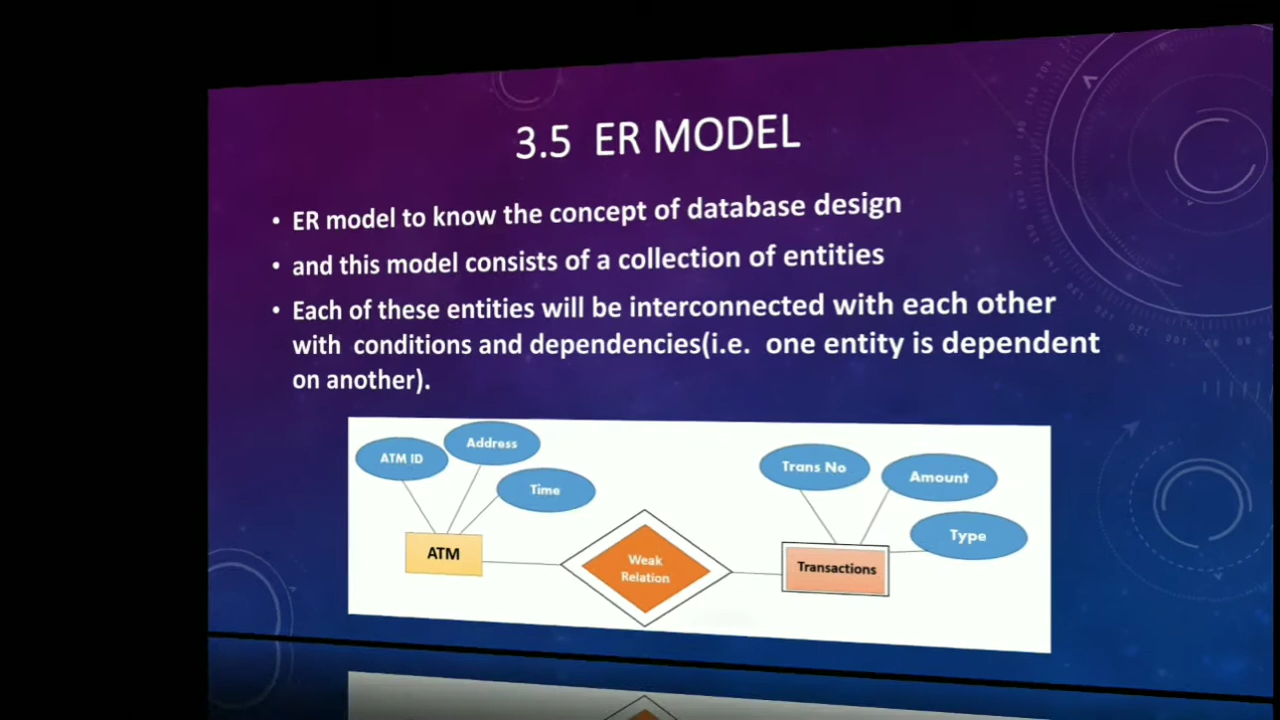 3.5 ER MODEL
• ER model to know the concept of database design
• and this model consists of a collection of entities
• Each of these entities will be interconnected with each other
with conditions and dependencies(i.e. one entity is dependent
on another).
ATM ID
Address
Time
ATM
Weak
Relation
Trans No
Amount
Type
Transactions